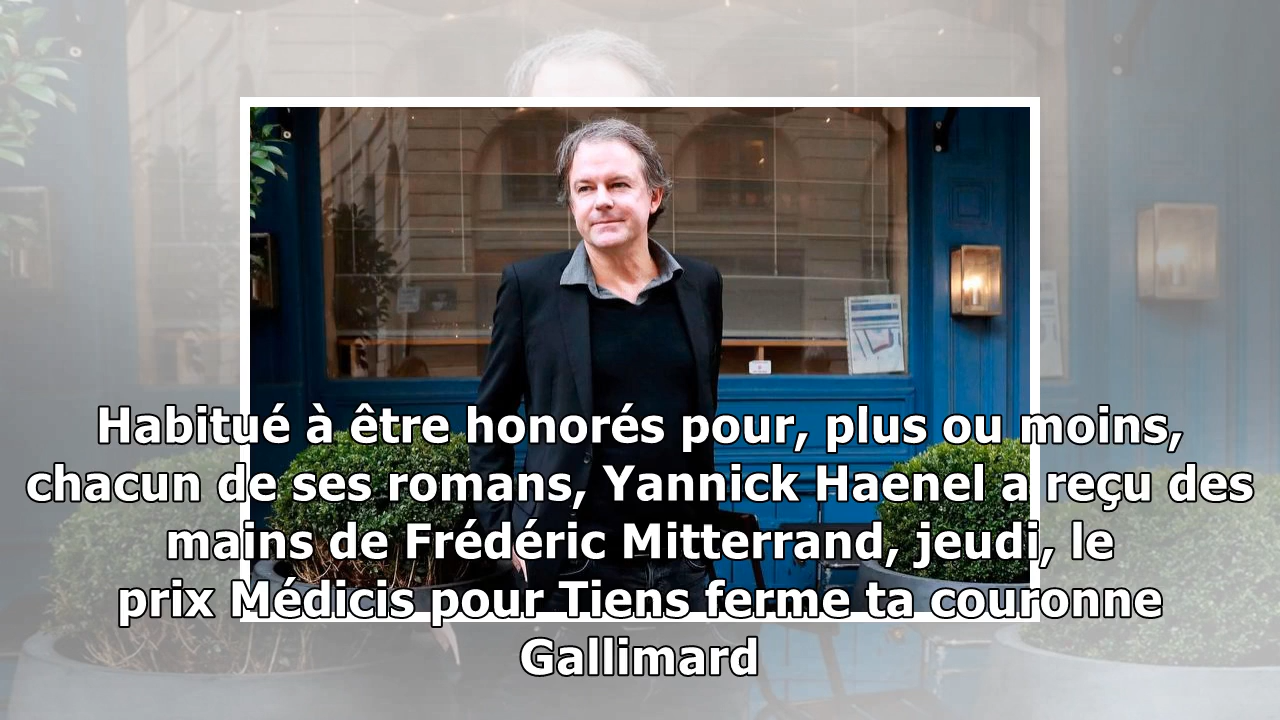 Habitué à être honorés pour, plus ou moins,
chacun de ses romans, Yannick Haenel a reçu des
mains de Frédéric Mitterrand, jeudi, le
prix Médicis pour Tiens ferme ta couronne
Gallimard